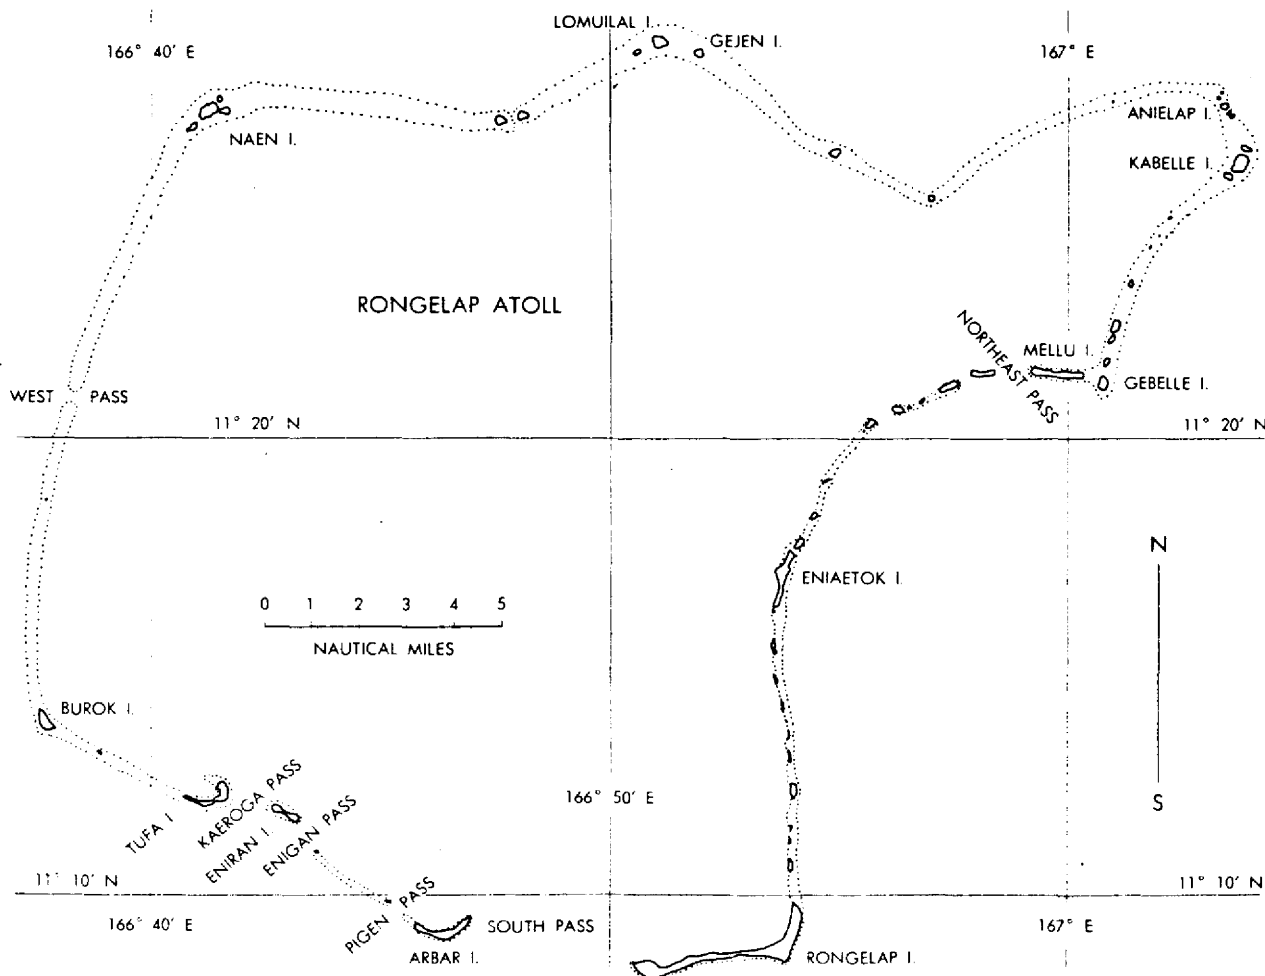 LOMUILAL I.
166° 40' E
GEJEN I.
167° E
ANIELAP I.
NAEN I.
KABELLE I.
RONGELAP ATOLL
NORTHEAST PASS
MELLU I.
GEBELLE I.
WEST PASS
11° 20' N
11° 20' N
N
ENIAETOK I.
0 1 2 3 4 5
NAUTICAL MILES
BUROK I.
166° 50' E
S
TUFA I.
KAEROGA PASS
ENIRAN I.
ENIGAN PASS
11° 10' N
11° 10' N
166° 40' E
PIGEN PASS
SOUTH PASS
167° E
ARBAR I.
RONGELAP I.